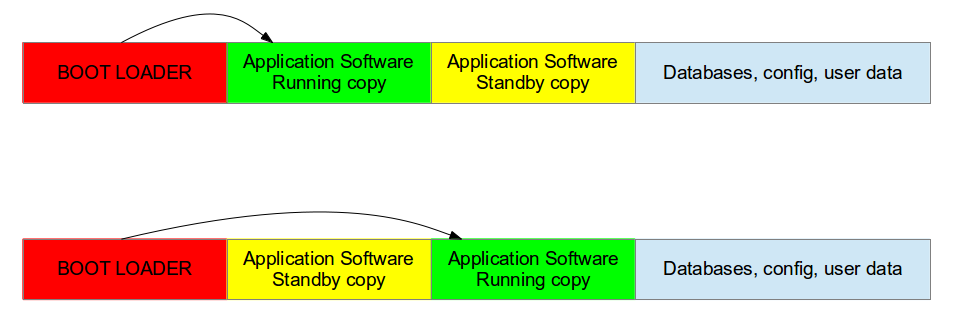 BOOT LOADER
Application Software
Running copy
Application Software
Standby copy
Databases, config, user data
BOOT LOADER
Application Software
Standby copy
Application Software
Running copy
Databases, config, user data